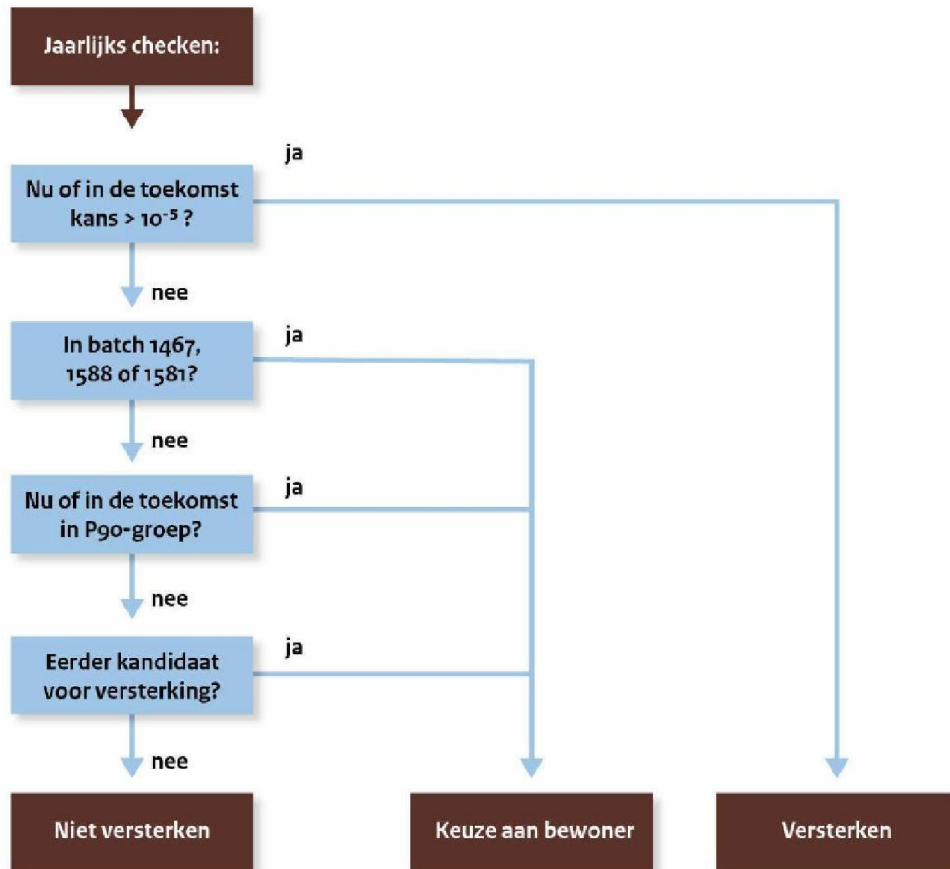 Jaarlijks checken:
ja
Nu of in de toekomst
kans > 10⁻⁵ ?
nee
ja
In batch 1467,
1588 of 1581?
nee
ja
Nu of in de toekomst
in P90-groep?
nee
ja
Eerder kandidaat
voor versterking?
nee
Niet versterken
Keuze aan bewoner
Versterken